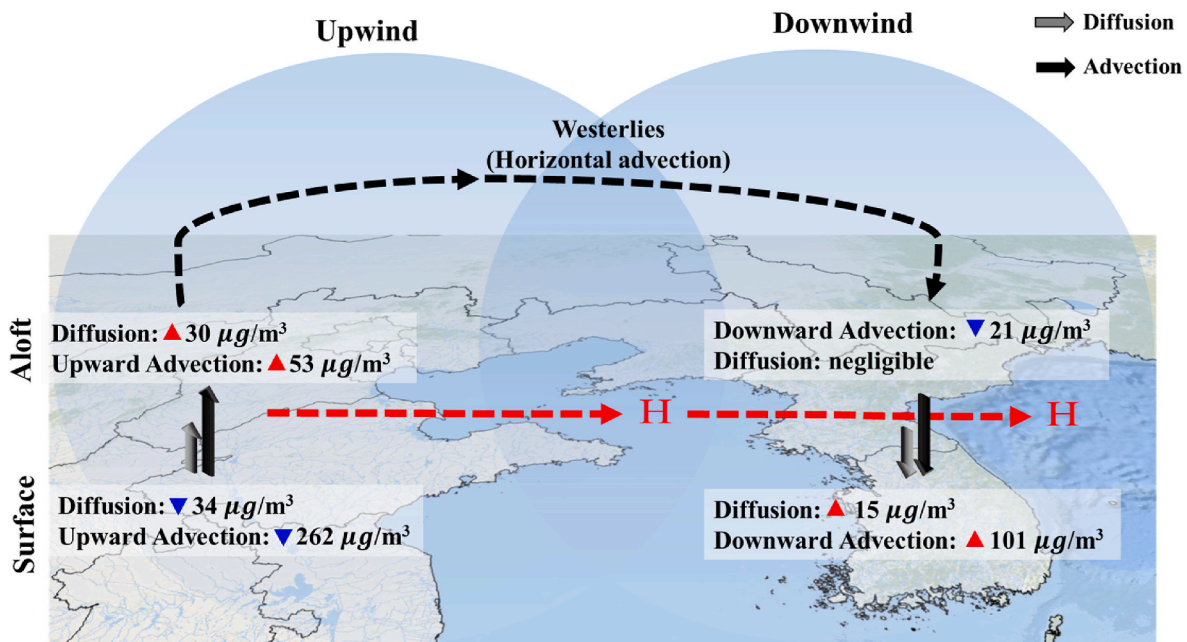 Upwind
Downwind
Diffusion
Advection
Westerlies
(Horizontal advection)
Aloft
Diffusion: ▲ 30 μg/m³
Upward Advection: ▲ 53 μg/m³
Downward Advection: ▼ 21 μg/m³
Diffusion: negligible
H
H
Surface
Diffusion: ▼ 34 μg/m³
Upward Advection: ▼ 262 μg/m³
Diffusion: ▲ 15 μg/m³
Downward Advection: ▲ 101 μg/m³